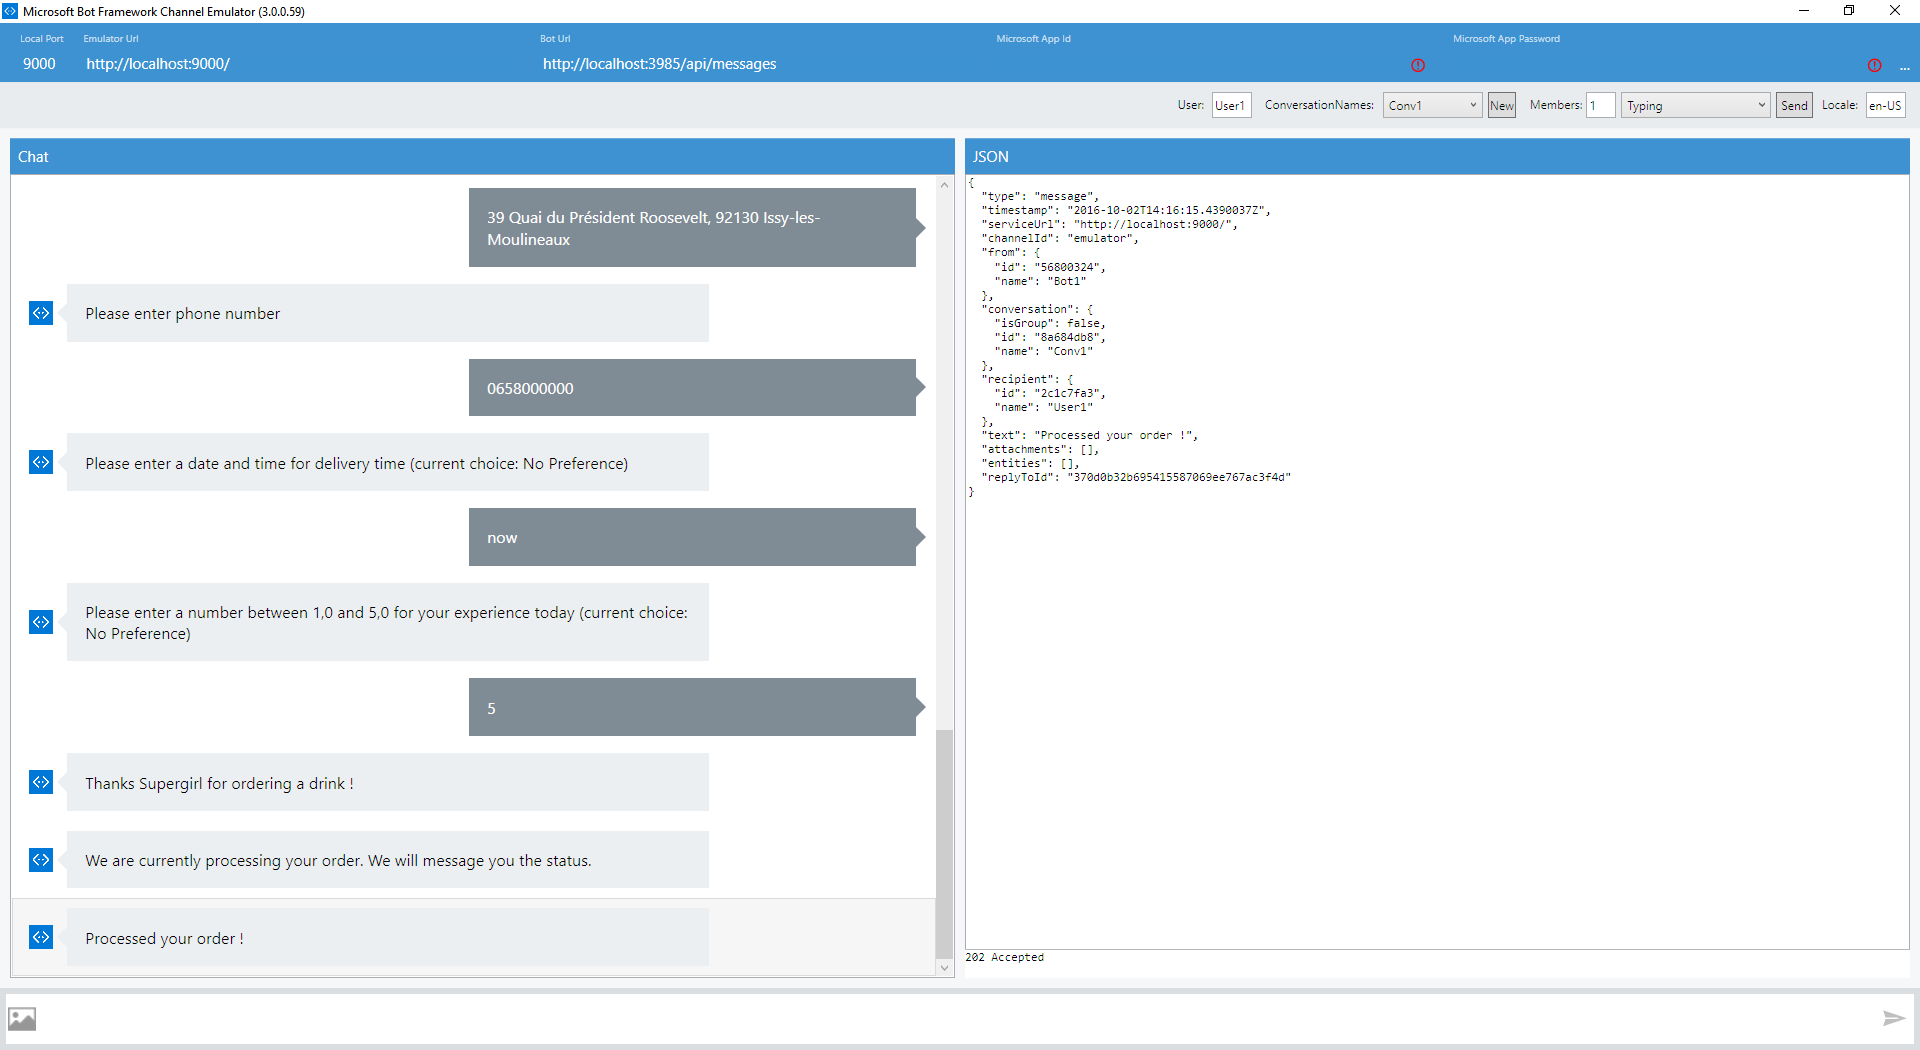 Microsoft Bot Framework Channel Emulator (3.0.0.59)
Local Port
Emulator Url
Bot Url
Microsoft App Id
Microsoft App Password
9000
http://localhost:9000/
http://localhost:3985/api/messages
...
User:
User1
ConversationNames:
Conv1
New
Members:
1
Typing
Send
Locale:
en-US
Chat
39 Quai du Président Roosevelt, 92130 Issy-les-
Moulineaux
Please enter phone number
0658000000
Please enter a date and time for delivery time (current choice: No Preference)
now
Please enter a number between 1,0 and 5,0 for your experience today (current choice:
No Preference)
5
Thanks Supergirl for ordering a drink !
We are currently processing your order. We will message you the status.
Processed your order !
JSON
{
"type": "message",
"timestamp": "2016-10-02T14:16:15.4390037Z",
"serviceUrl": "http://localhost:9000/",
"channelId": "emulator",
"from": {
"id": "56800324",
"name": "Bot1"
},
"conversation": {
"isGroup": false,
"id": "8a684db8",
"name": "Conv1"
},
"recipient": {
"id": "2c1c7fa3",
"name": "User1"
},
"text": "Processed your order !",
"attachments": [],
"entities": [],
"replyToId": "370d0b32b695415587069ee767ac3f4d"
}
202 Accepted